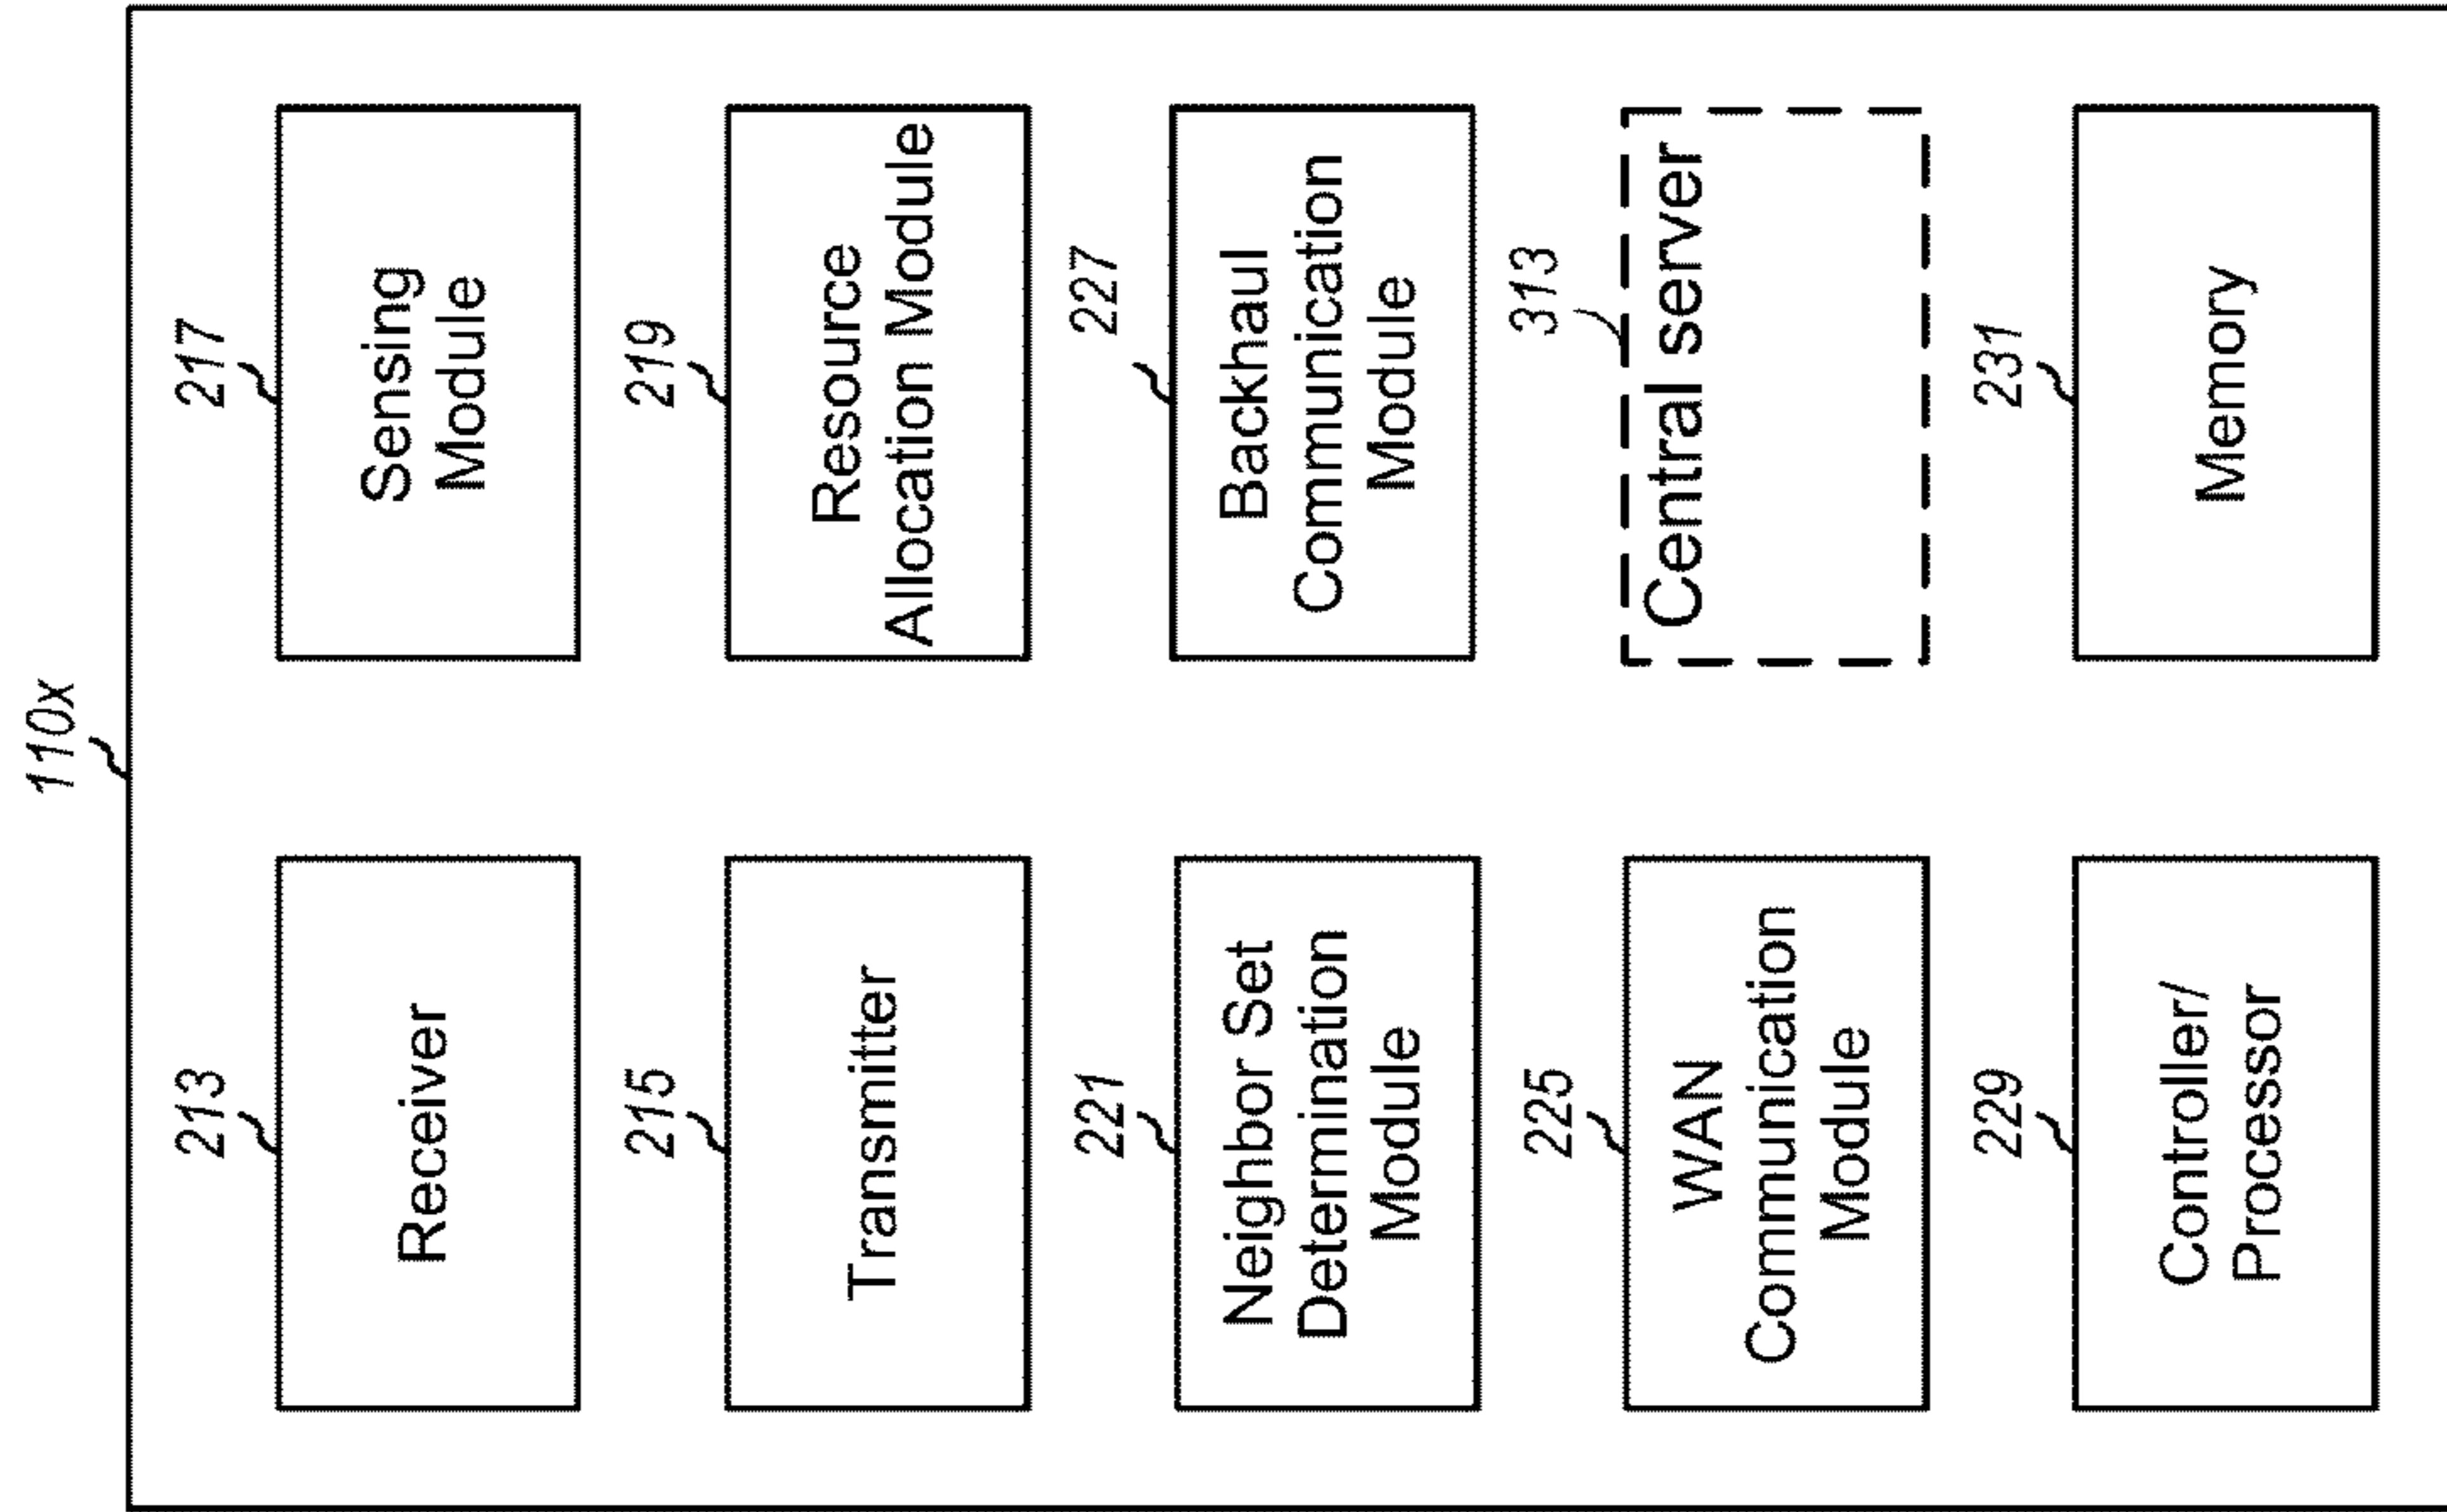 110x
213
Receiver
217
Sensing
Module
215
Transmitter
219
Resource
Allocation Module
221
Neighbor Set
Determination
Module
227
Backhaul
Communication
Module
225
WAN
Communication
Module
313
Central server
229
Controller/
Processor
231
Memory